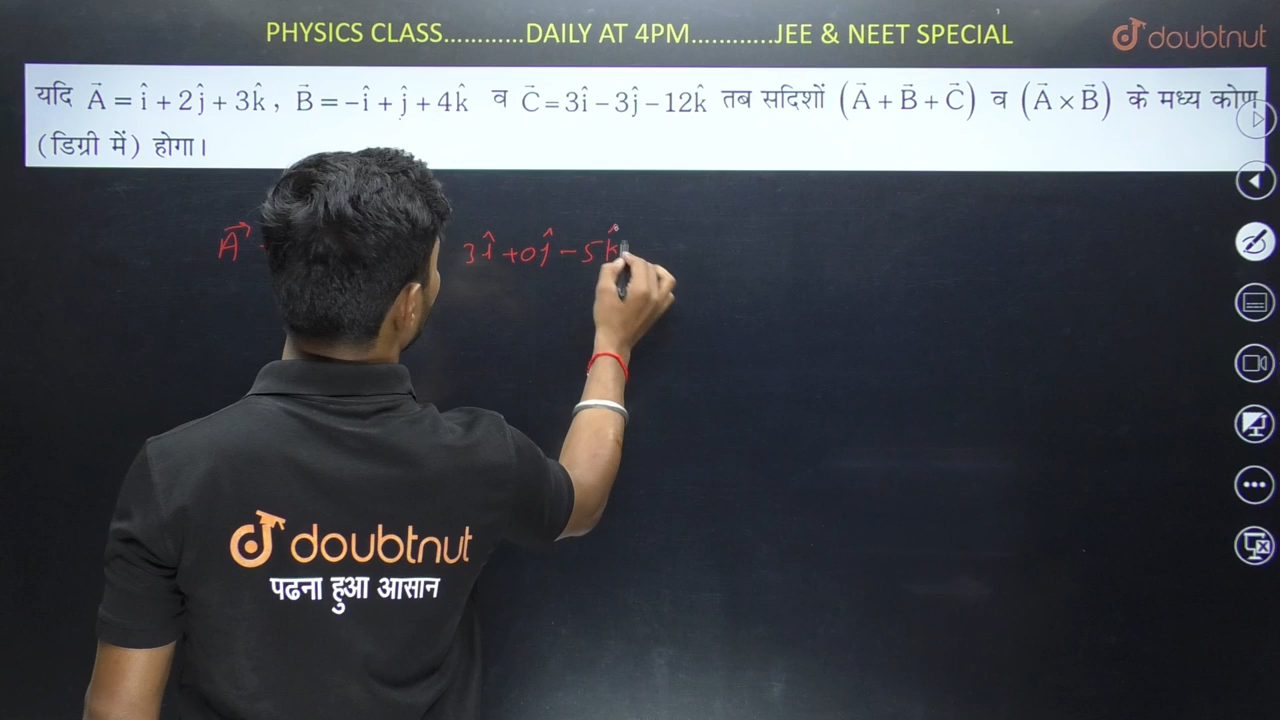 PHYSICS CLASS............DAILY AT 4PM............JEE & NEET SPECIAL
doubtnut
यदि A⃗ = î + 2ĵ + 3k̂, B⃗ = −î + ĵ + 4k̂ व C⃗ = 3î − 3ĵ − 12k̂ तब सदिशों (A⃗ + B⃗ + C⃗) व (A⃗ × B⃗) के मध्य कोण
(डिग्री में) होगा।
A⃗ 3î + 0ĵ − 5k̂
doubtnut
पढना हुआ आसान